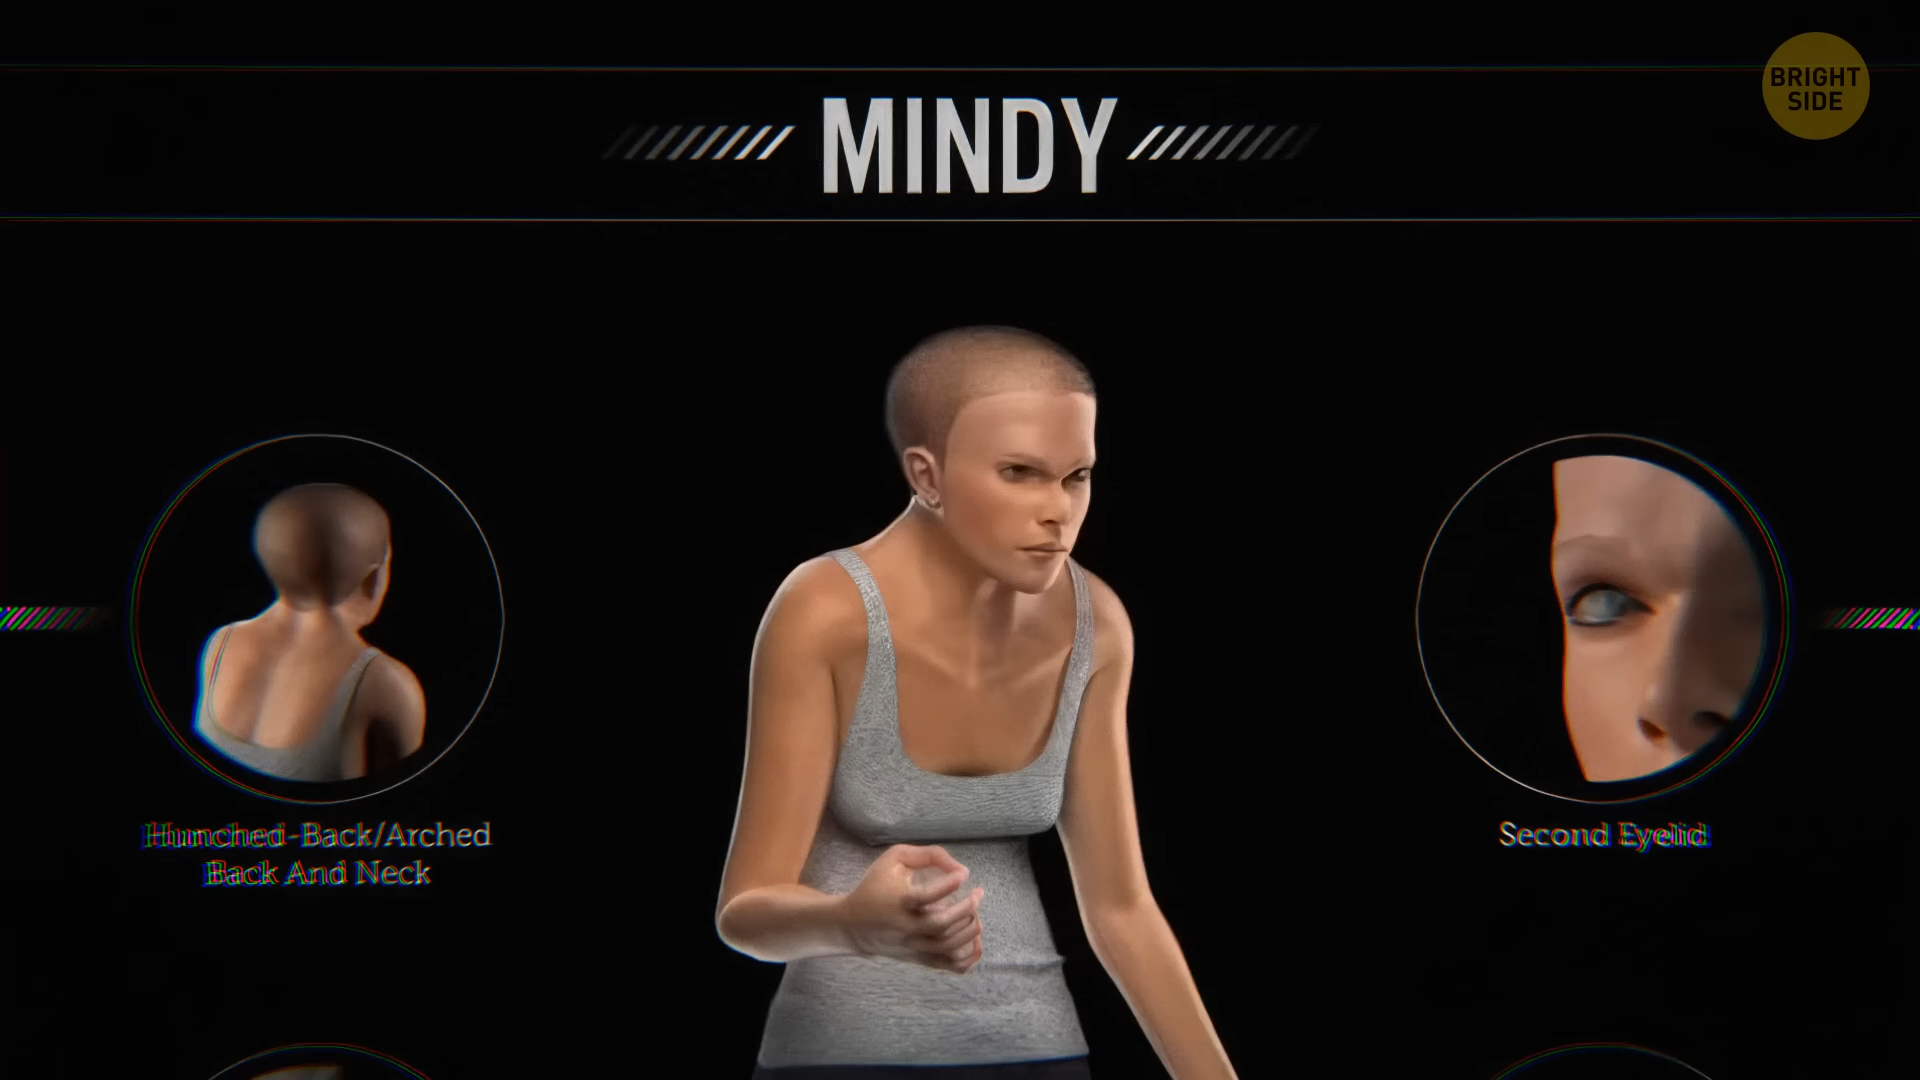 BRIGHT
SIDE
MINDY
Hunched-Back/Arched
Back And Neck
Second Eyelid